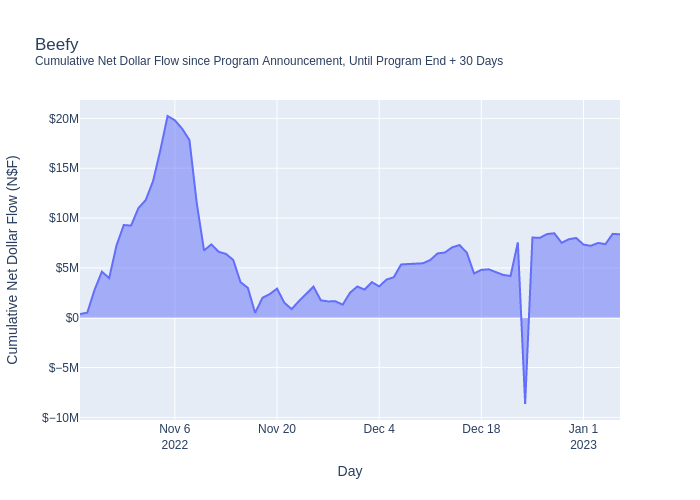 Beefy
Cumulative Net Dollar Flow since Program Announcement, Until Program End + 30 Days
Cumulative Net Dollar Flow (N$F)
$20M
$15M
$10M
$5M
$0
$−5M
$−10M
Nov 6
2022
Nov 20
Dec 4
Dec 18
Jan 1
2023
Day